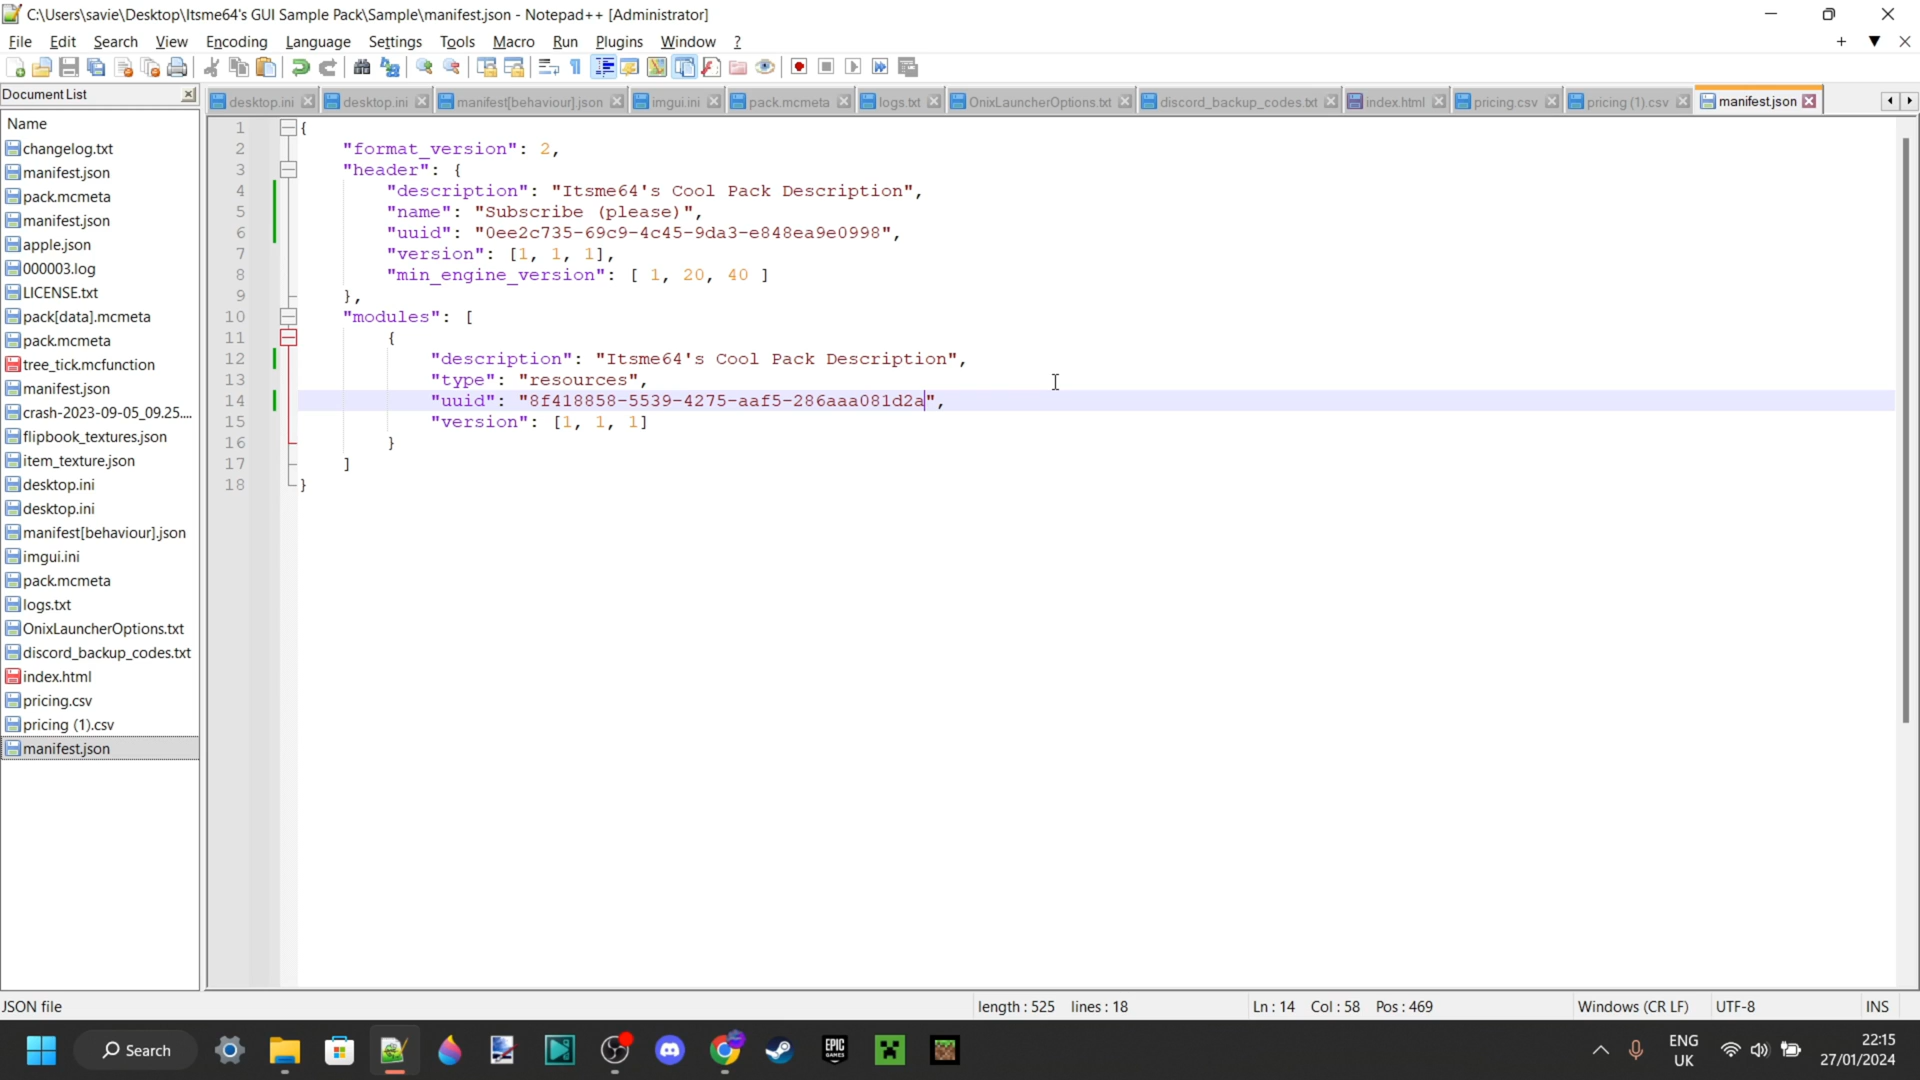 C:\Users\savie\Desktop\Itsme64's GUI Sample Pack\Sample\manifest.json - Notepad++ [Administrator]
File Edit Search View Encoding Language Settings Tools Macro Run Plugins Window ?
Document List
desktop.ini desktop.ini manifest[behaviour].json imgui.ini pack.mcmeta logs.txt OnixLauncherOptions.txt discord_backup_codes.txt index.html pricing.csv pricing (1).csv manifest.json
Name
changelog.txt
manifest.json
pack.mcmeta
manifest.json
apple.json
000003.log
LICENSE.txt
pack[data].mcmeta
pack.mcmeta
tree_tick.mcfunction
manifest.json
crash-2023-09-05_09.25....
flipbook_textures.json
item_texture.json
desktop.ini
desktop.ini
manifest[behaviour].json
imgui.ini
pack.mcmeta
logs.txt
OnixLauncherOptions.txt
discord_backup_codes.txt
index.html
pricing.csv
pricing (1).csv
manifest.json
1 {
2 "format_version": 2,
3 "header": {
4 "description": "Itsme64's Cool Pack Description",
5 "name": "Subscribe (please)",
6 "uuid": "0ee2c735-69c9-4c45-9da3-e848ea9e0998",
7 "version": [1, 1, 1],
8 "min_engine_version": [ 1, 20, 40 ]
9 },
10 "modules": [
11 {
12 "description": "Itsme64's Cool Pack Description",
13 "type": "resources",
14 "uuid": "8f418858-5539-4275-aaf5-286aaa081d2a",
15 "version": [1, 1, 1]
16 }
17 ]
18 }
JSON file length : 525 lines : 18 Ln : 14 Col : 58 Pos : 469 Windows (CR LF) UTF-8 INS
Search
EPIC GAMES
ENG
UK
22:15
27/01/2024